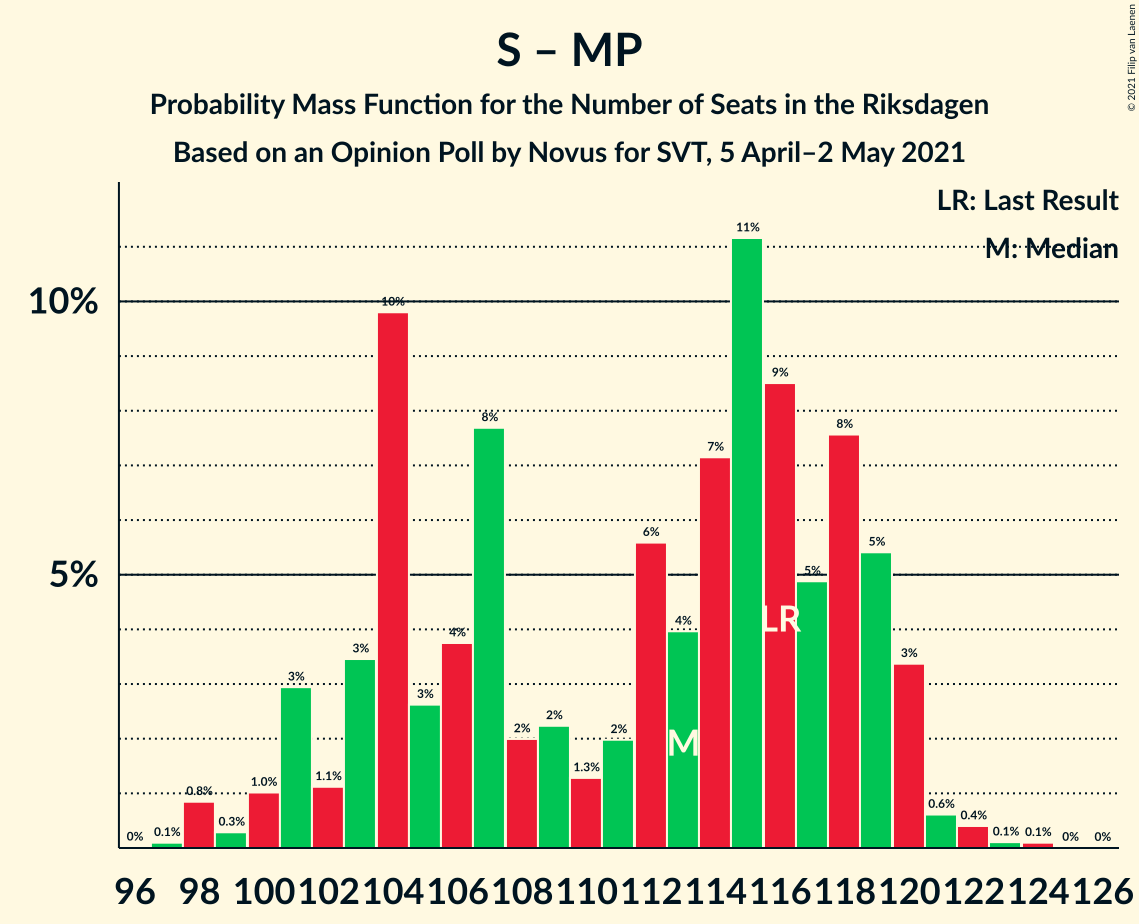 © 2021 Filip van Laenen
S – MP
Probability Mass Function for the Number of Seats in the Riksdagen
Based on an Opinion Poll by Novus for SVT, 5 April–2 May 2021
LR: Last Result
M: Median
10%
5%
0% 0.1% 0.8% 0.3% 1.0% 3% 1.1% 3% 10% 3% 4% 8% 2% 2% 1.3% 2% 6% 4% 7% 11% 9% 5% 8% 5% 3% 0.6% 0.4% 0.1% 0.1% 0% 0%
M
LR
96 98 100 102 104 106 108 110 112 114 116 118 120 122 124 126